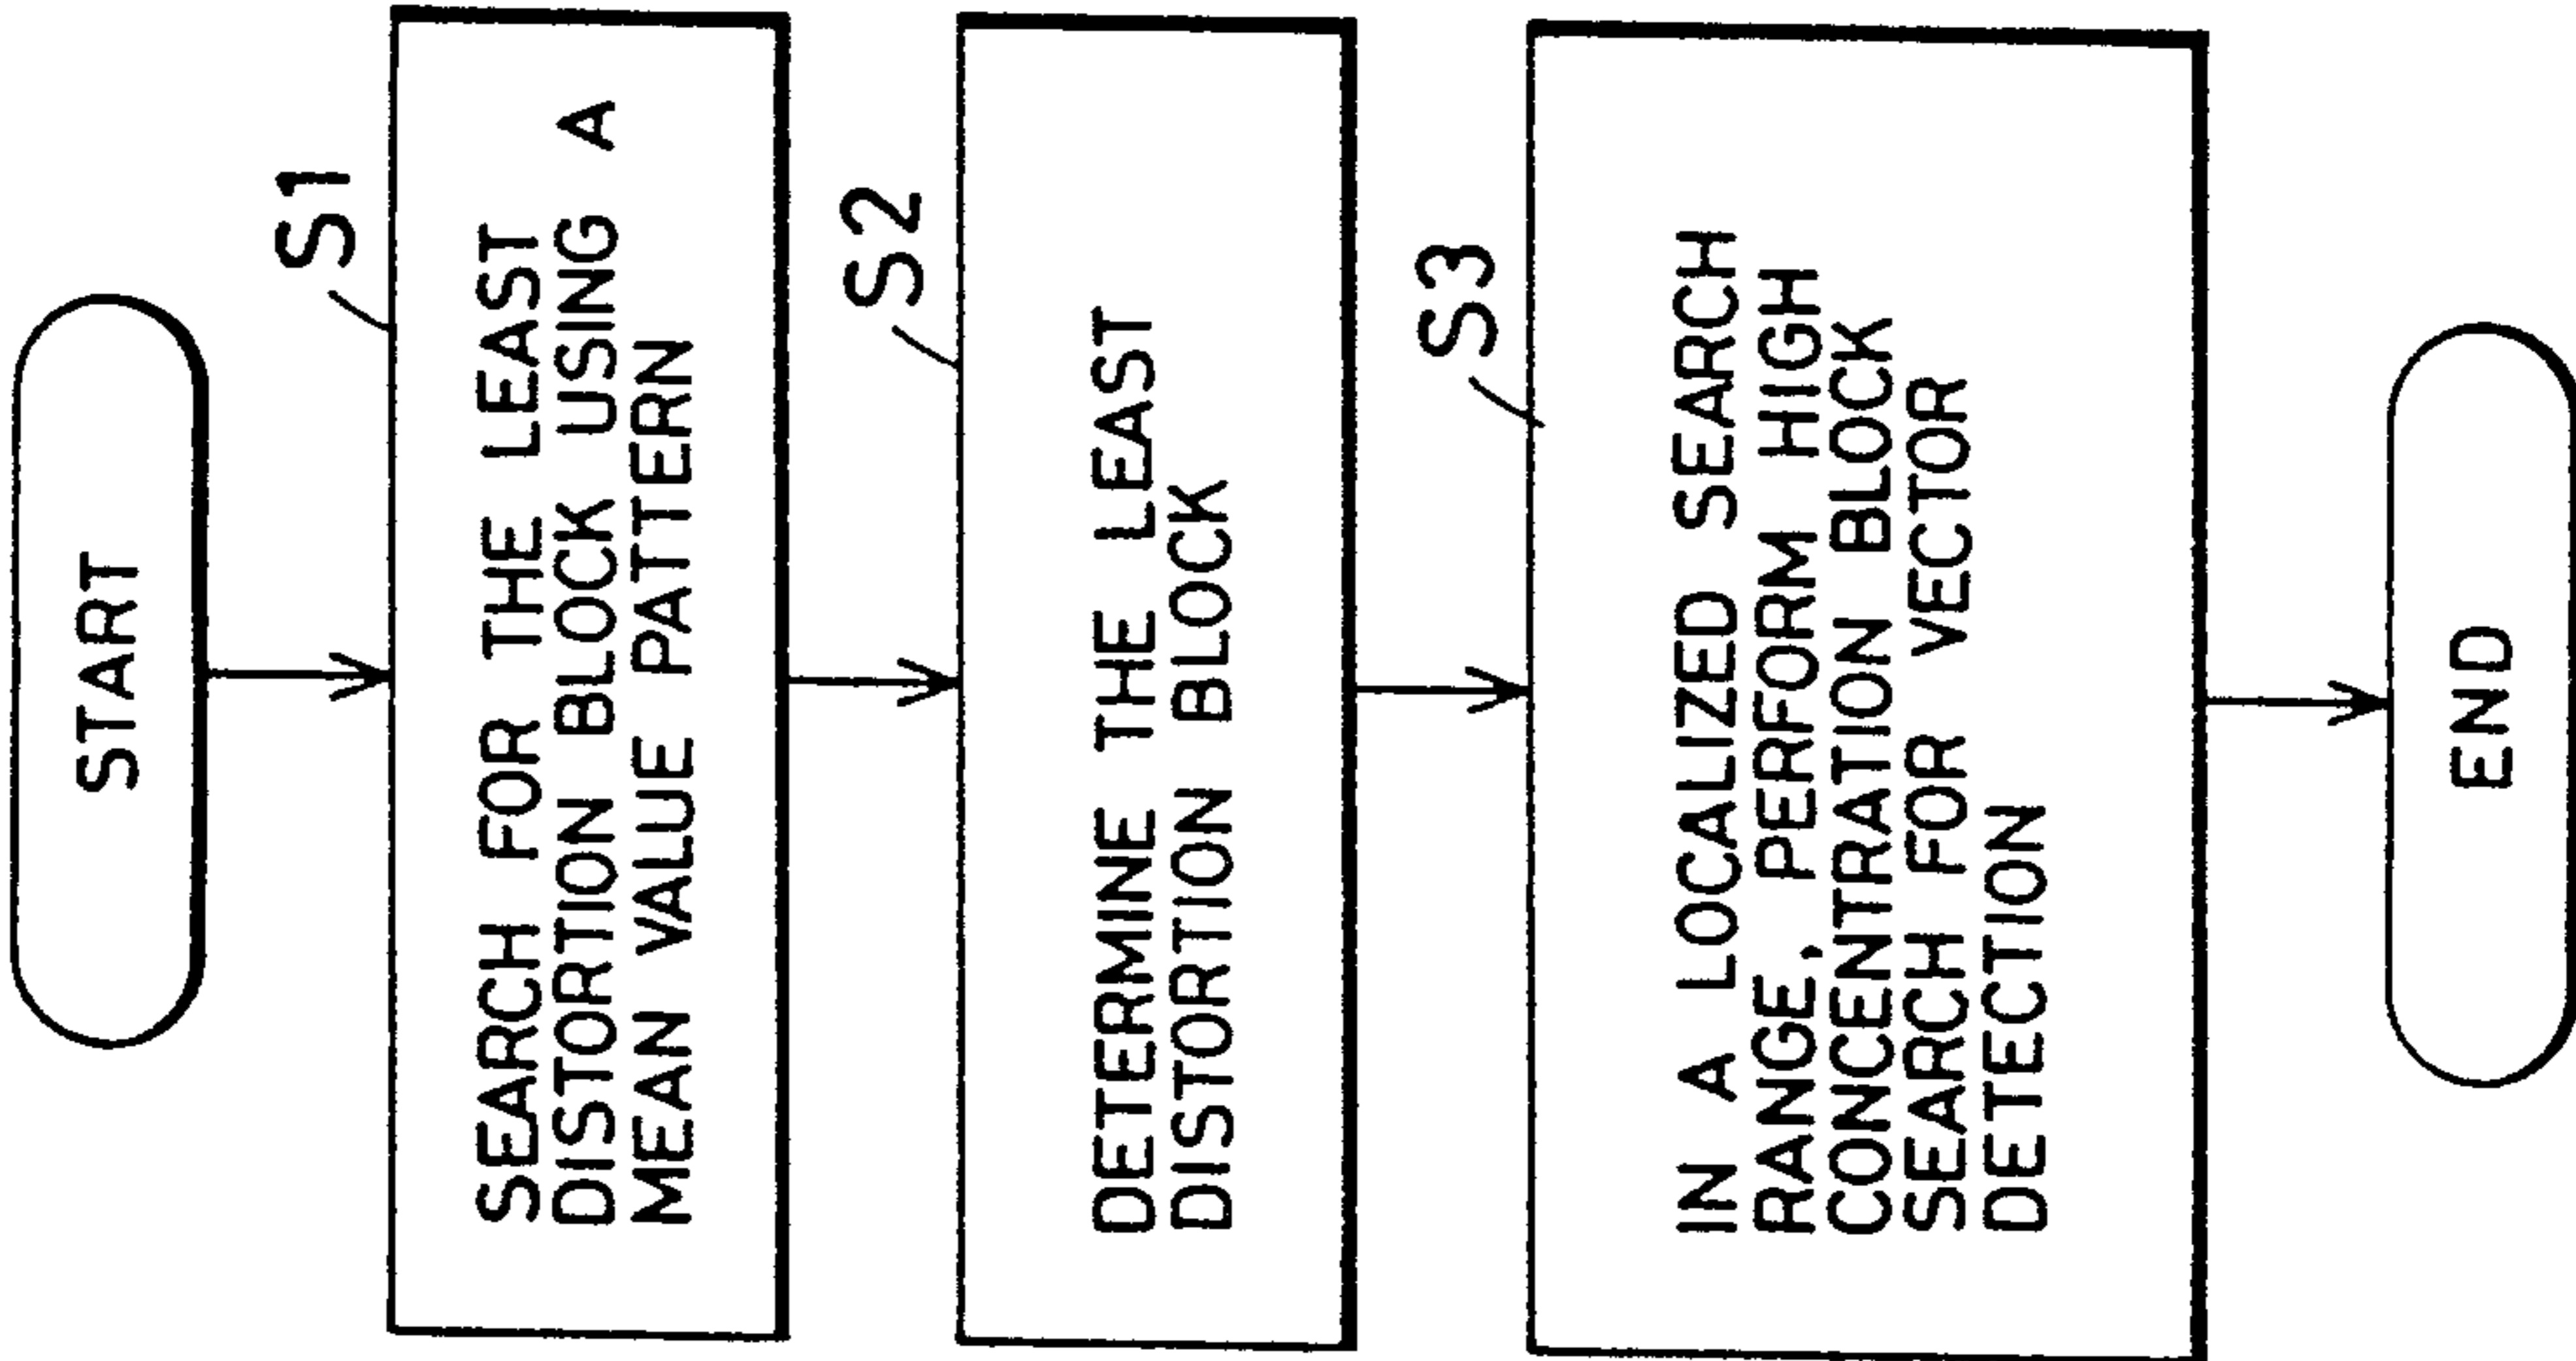 START
S1
SEARCH FOR THE LEAST
DISTORTION BLOCK USING A
MEAN VALUE PATTERN
S2
DETERMINE THE LEAST
DISTORTION BLOCK
S3
IN A LOCALIZED SEARCH
RANGE, PERFORM HIGH
CONCENTRATION BLOCK
SEARCH FOR VECTOR
DETECTION
END